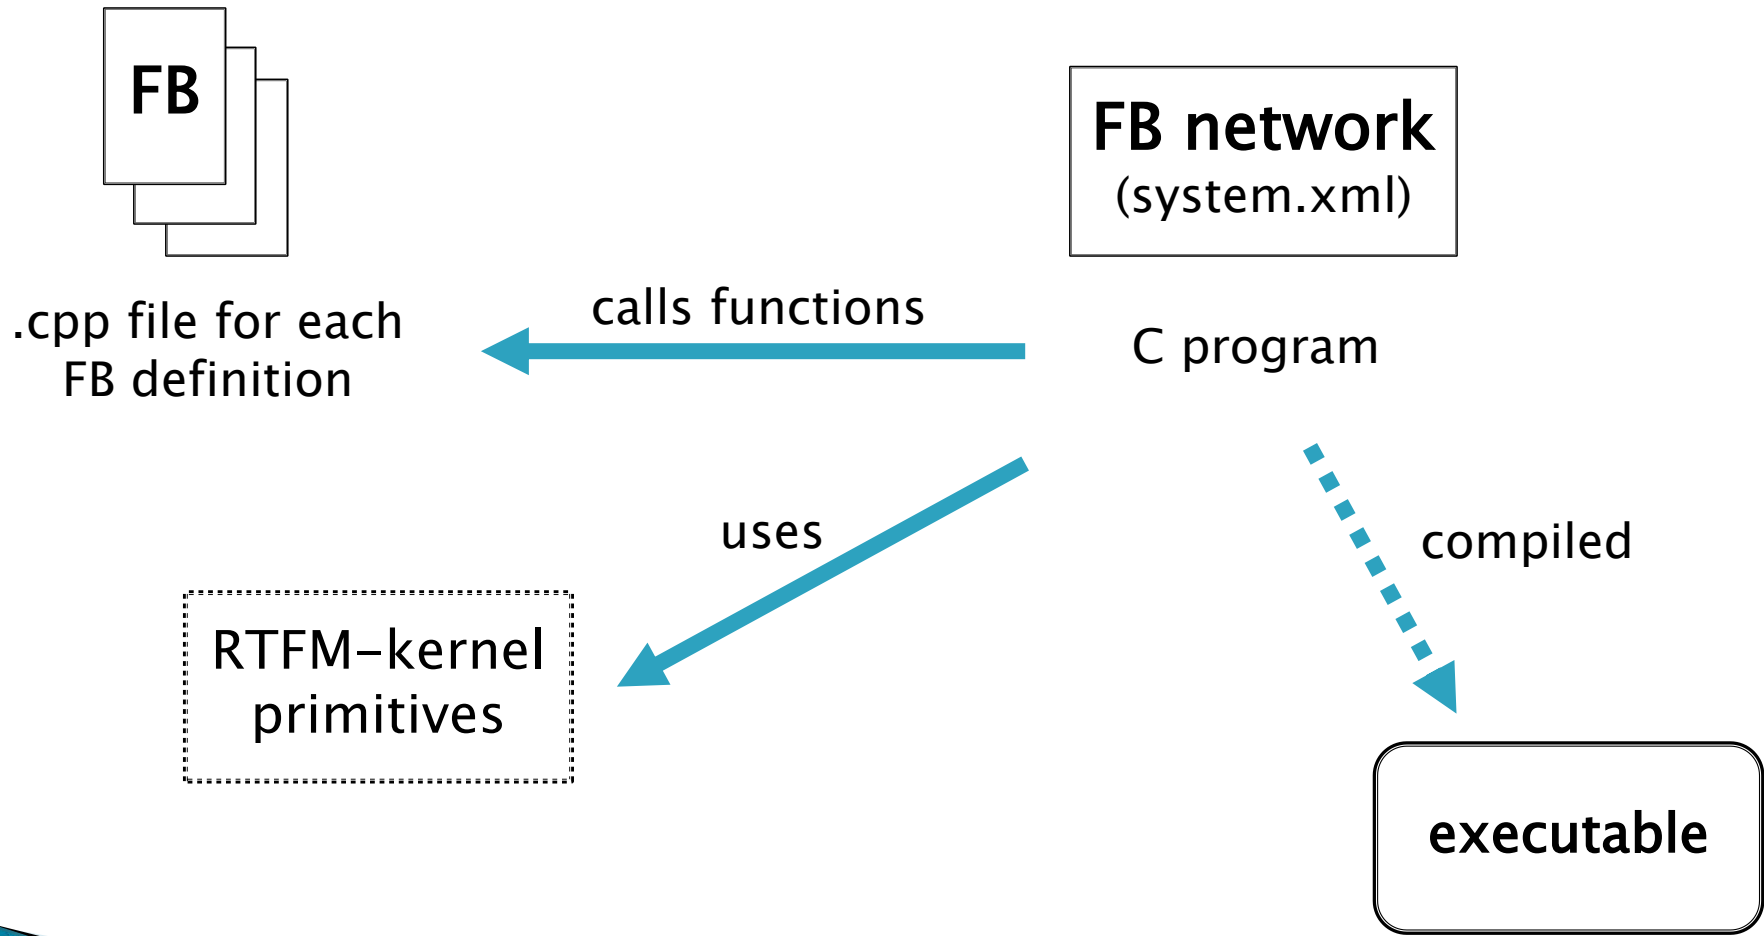 FB
.cpp file for each
FB definition
calls functions
FB network
(system.xml)
C program
uses
compiled
RTFM-kernel
primitives
executable